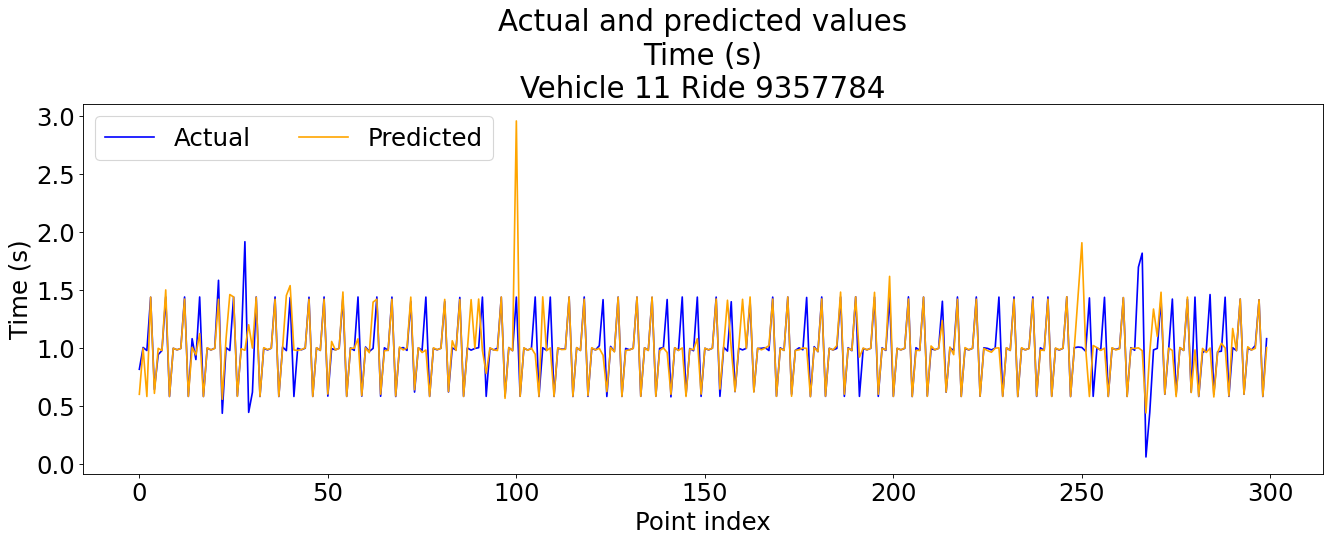 Actual and predicted values
Time (s)
Vehicle 11 Ride 9357784
Actual Predicted
3.0
2.5
2.0
1.5
1.0
0.5
0.0
Time (s)
0 50 100 150 200 250 300
Point index